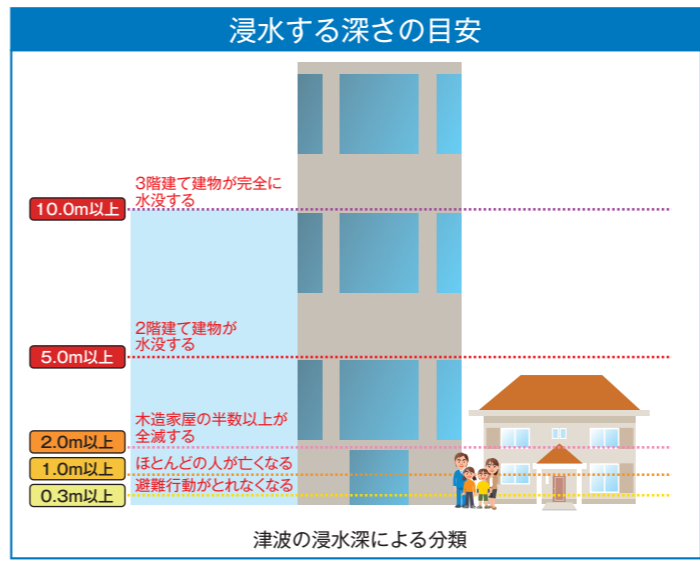 浸水する深さの目安
3階建て建物が完全に
水没する
10.0m以上
2階建て建物が
水没する
5.0m以上
木造家屋の半数以上が
全滅する
2.0m以上
ほとんどの人が亡くなる
1.0m以上
避難行動がとれなくなる
0.3m以上
津波の浸水深による分類